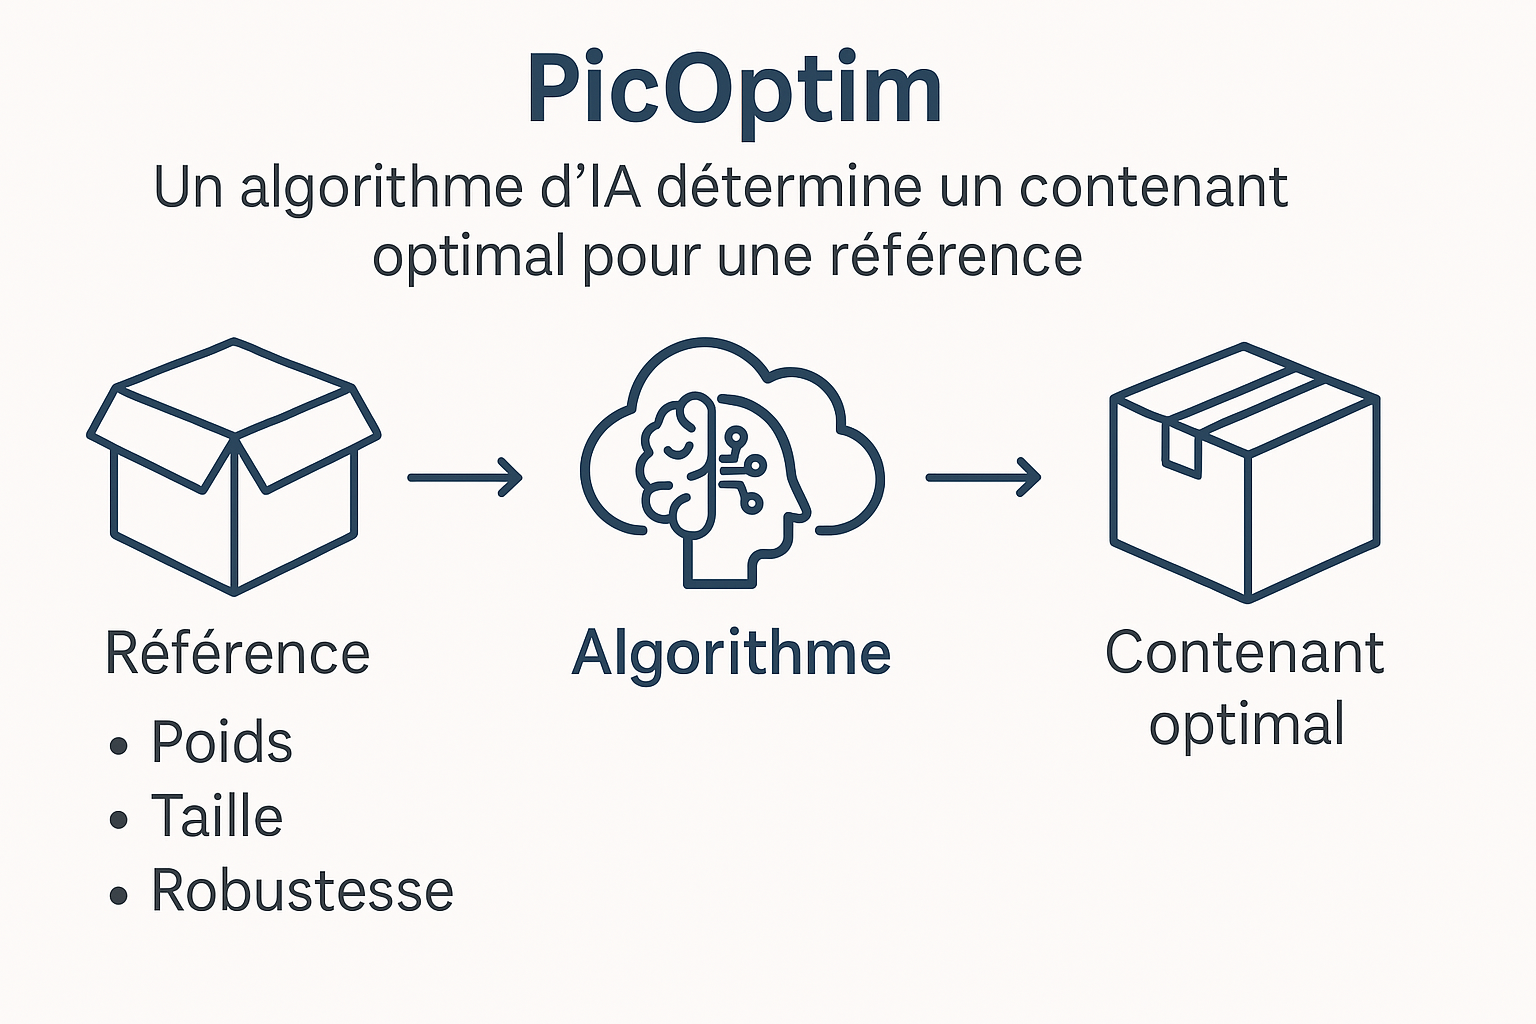 PicOptim
Un algorithme d’IA détermine un contenant
optimal pour une référence
Référence
• Poids
• Taille
• Robustesse
Algorithme
Contenant
optimal